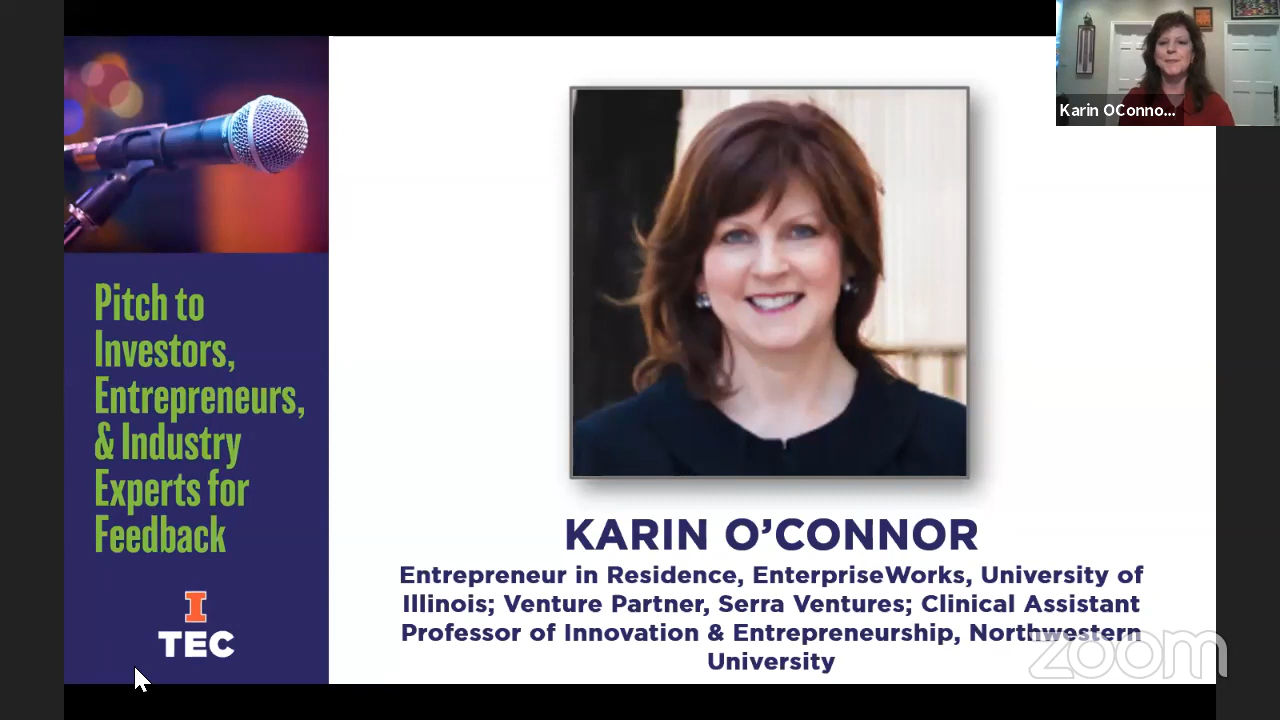 Karin OConno...
Pitch to
Investors,
Entrepreneurs,
& Industry
Experts for
Feedback
I
TEC
KARIN O'CONNOR
Entrepreneur in Residence, EnterpriseWorks, University of
Illinois; Venture Partner, Serra Ventures; Clinical Assistant
Professor of Innovation & Entrepreneurship, Northwestern
University
zoom